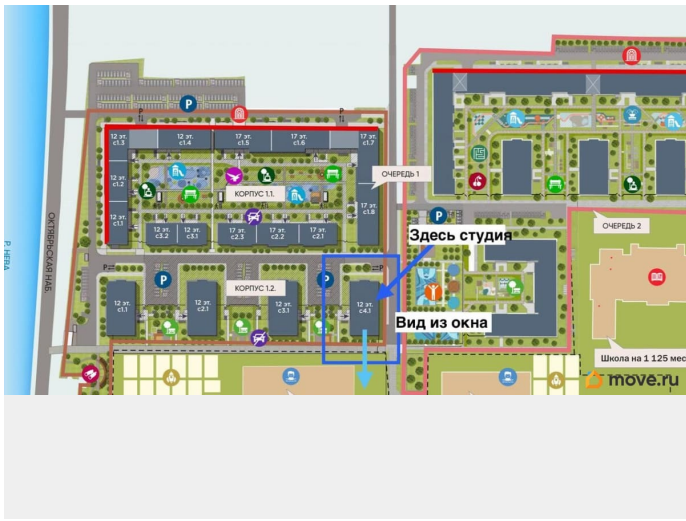 Р. НЕВА
ОКТЯБРЬСКАЯ НАБ.
P
P
P
12 эт.
с1.3
12 эт.
с1.4
17 эт.
с1.5
17 эт.
с1.6
17 эт.
с1.7
12 эт.
с1.2
12 эт.
с1.1
КОРПУС 1.1.
17 эт.
с1.8
ОЧЕРЕДЬ 1
12 эт.
с3.2
12 эт.
с3.1
17 эт.
с2.3
17 эт.
с2.2
17 эт.
с2.1
P
Здесь студия
ОЧЕРЕДЬ 2
P
P
P
P
КОРПУС 1.2.
12 эт.
с1.1
12 эт.
с2.1
12 эт.
с3.1
12 эт.
с4.1
Вид из окна
Школа на 1 125 мес
move.ru